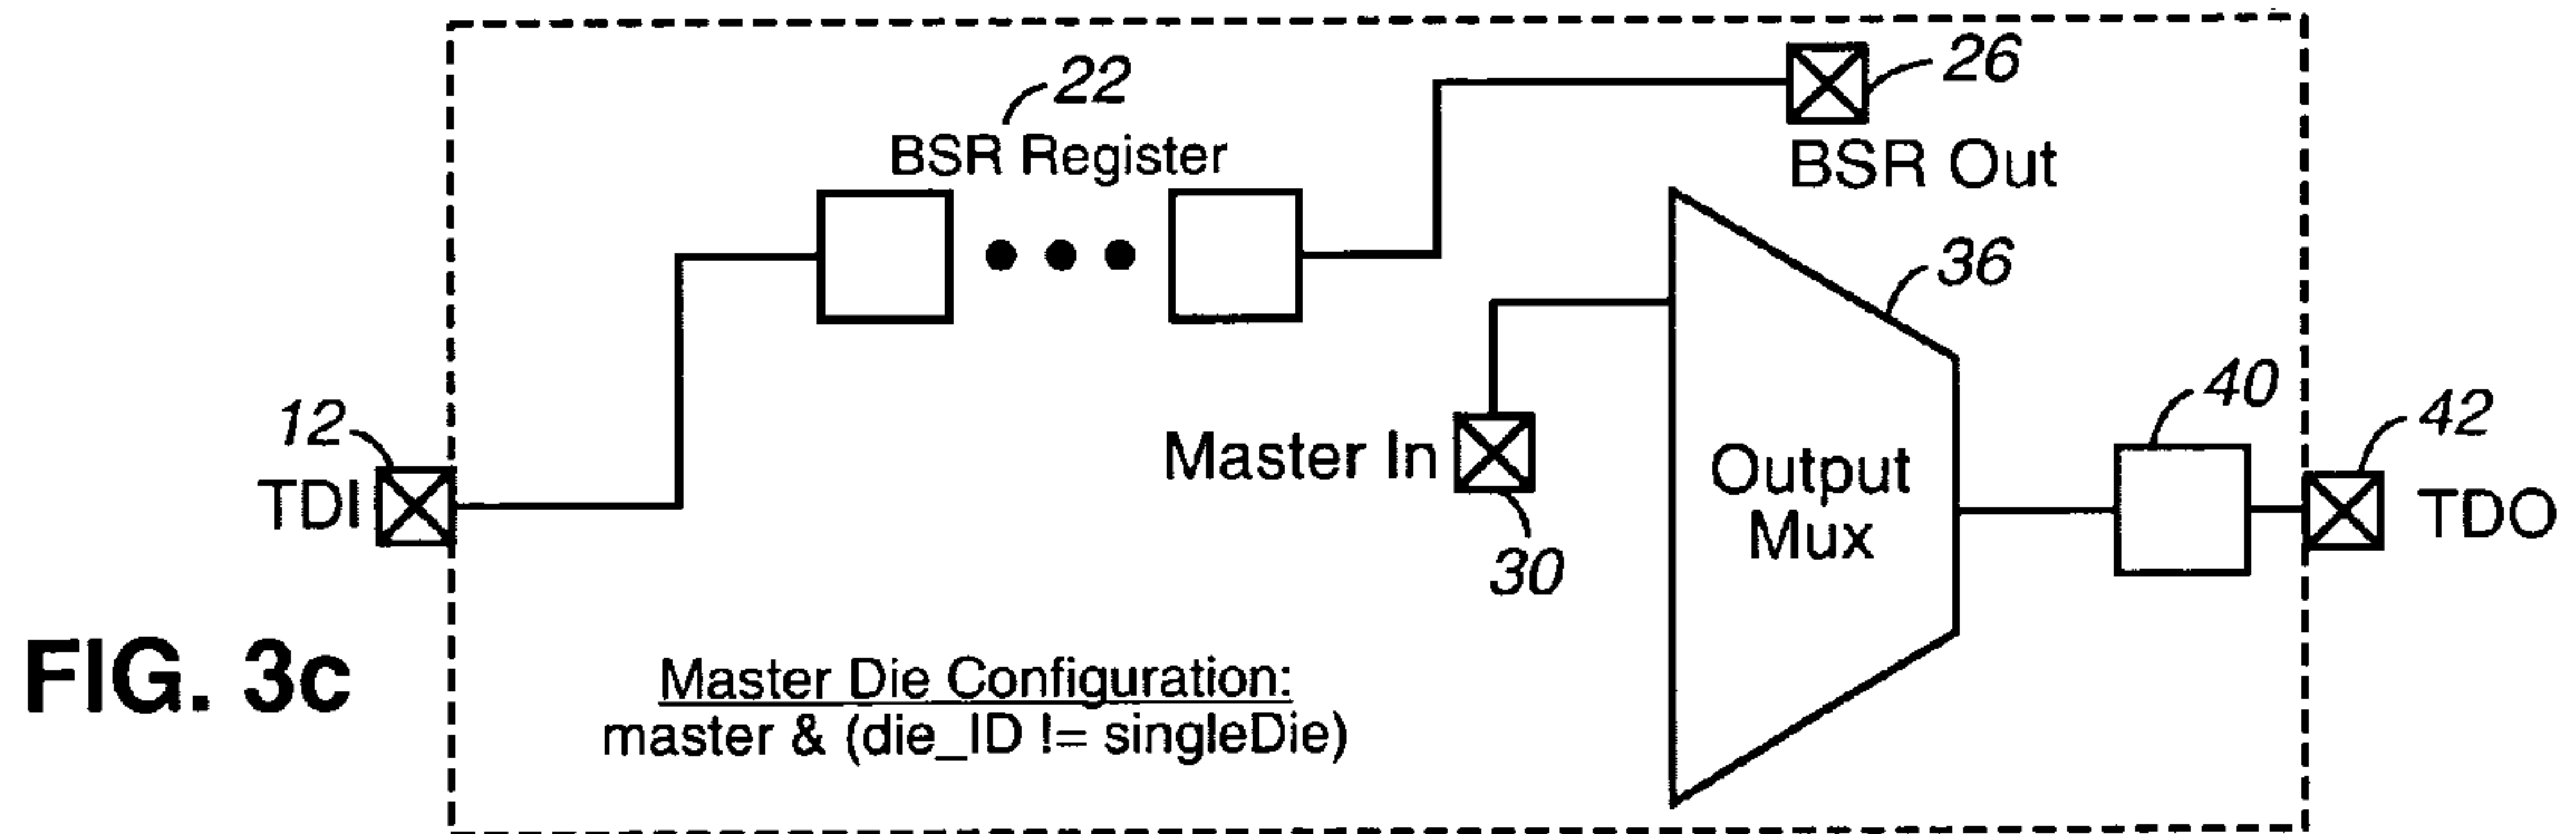 26
22
BSR Register
BSR Out
36
12
TDI
Master In
30
Output
Mux
40
42
TDO
FIG. 3c
Master Die Configuration:
master & (die_ID != singleDie)